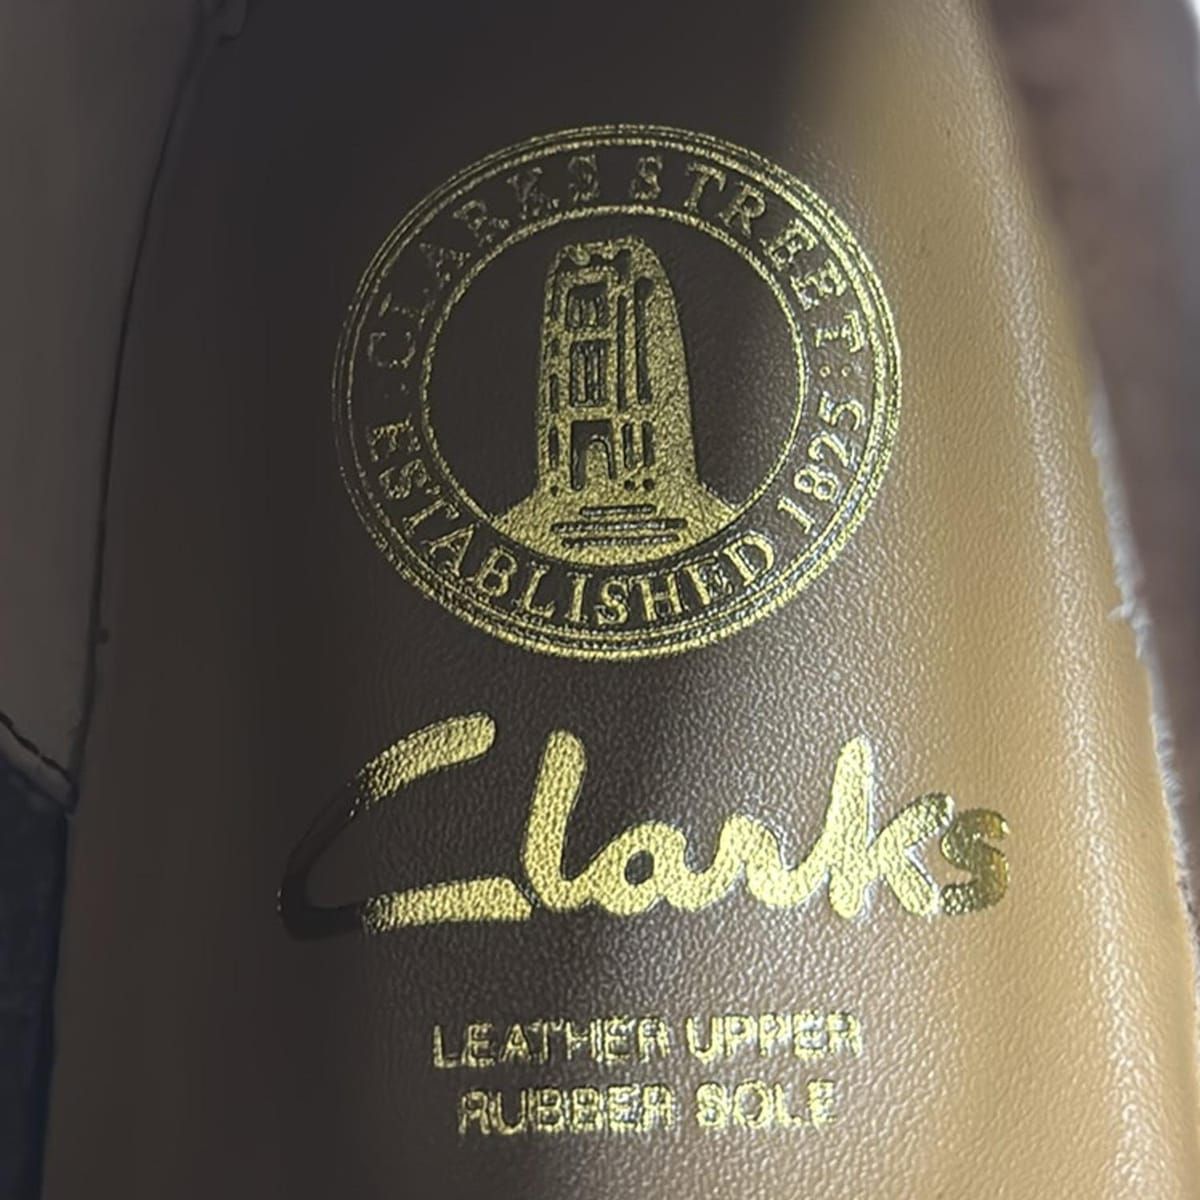 CLARKS STREET
ESTABLISHED 1825
Clarks
LEATHER UPPER
RUBBER SOLE